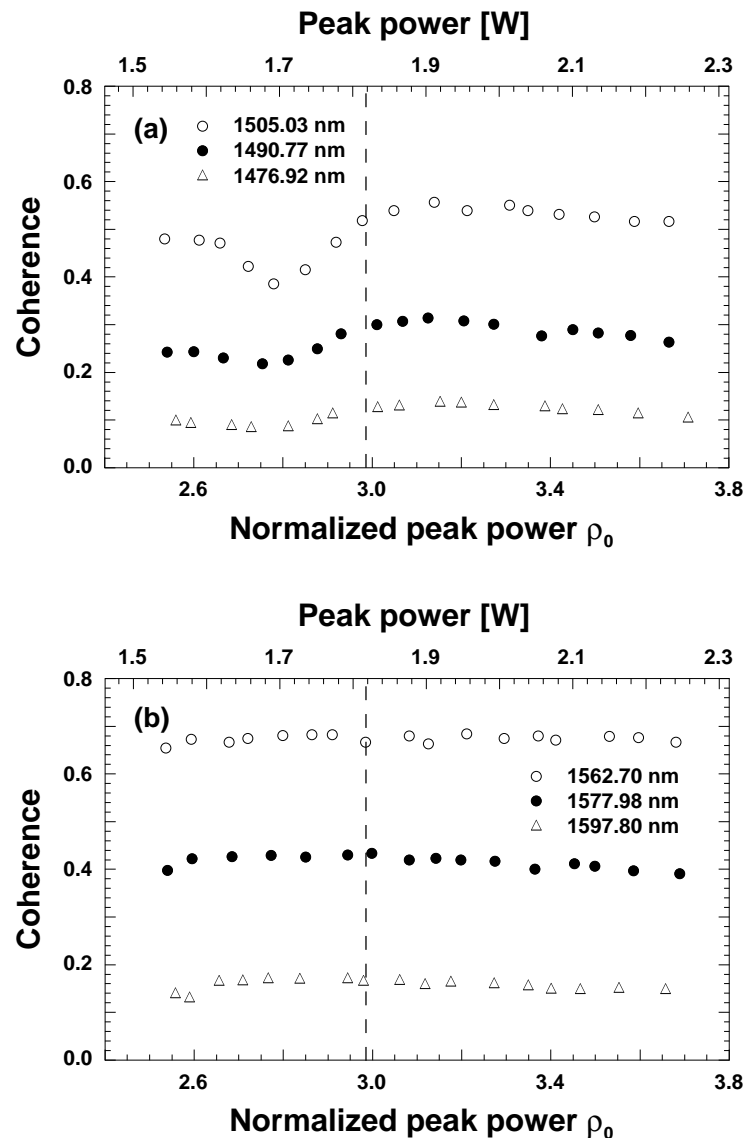 Peak power [W]
1.5 1.7 1.9 2.1 2.3
0.8
(a)
○ 1505.03 nm
● 1490.77 nm
△ 1476.92 nm
0.6
Coherence
0.4
0.2
0.0
2.6 3.0 3.4 3.8
Normalized peak power ρ₀
Peak power [W]
1.5 1.7 1.9 2.1 2.3
0.8
(b)
0.6
○ 1562.70 nm
● 1577.98 nm
△ 1597.80 nm
Coherence
0.4
0.2
0.0
2.6 3.0 3.4 3.8
Normalized peak power ρ₀